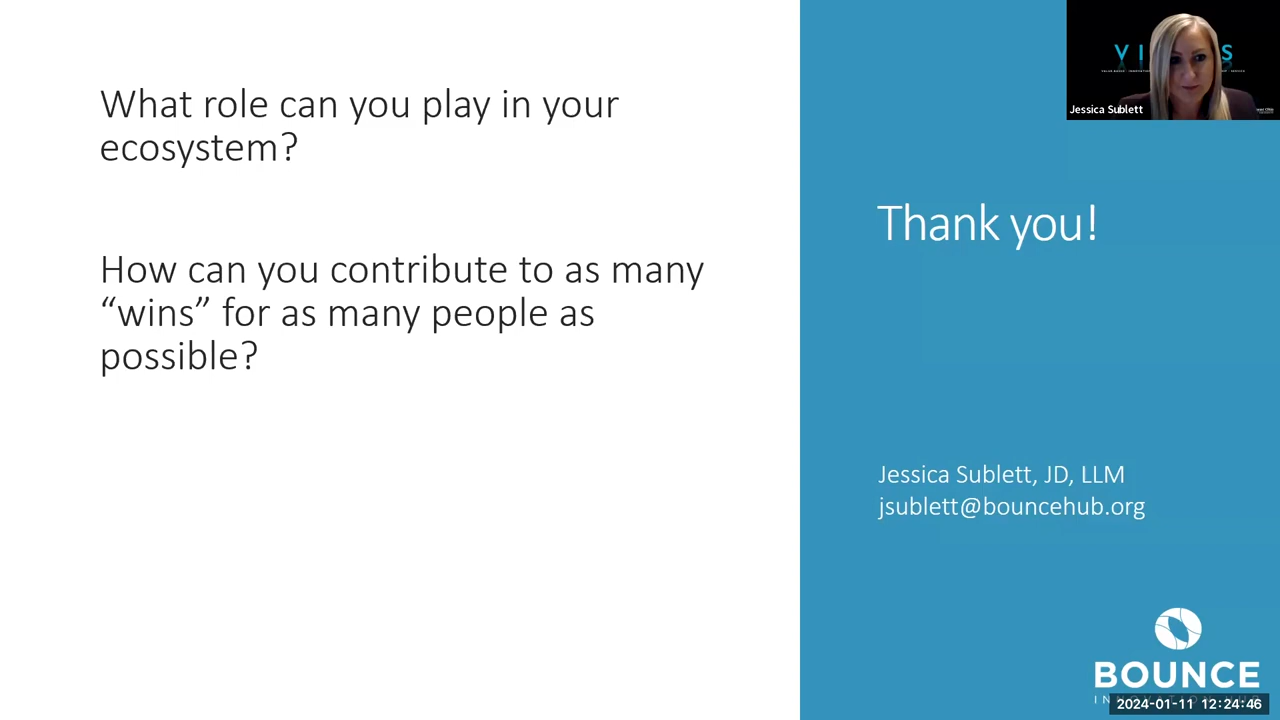 What role can you play in your
ecosystem?
How can you contribute to as many
“wins” for as many people as
possible?
Jessica Sublett
Thank you!
Jessica Sublett, JD, LLM
jsublett@bouncehub.org
BOUNCE
2024-01-11 12:24:46